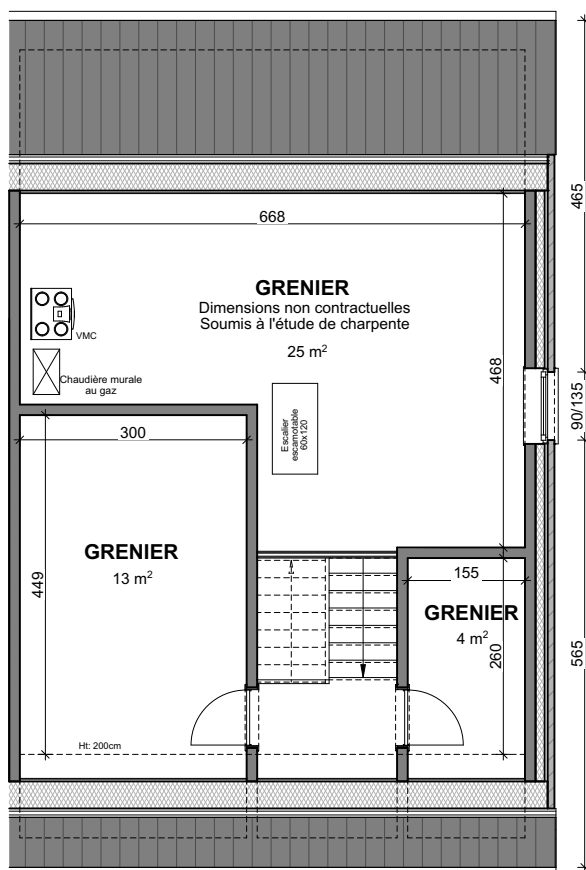 668
465
GRENIER
Dimensions non contractuelles
Soumis à l'étude de charpente
25 m²
VMC
Chaudière murale
au gaz
468
90/135
Escalier
escamotable
60x120
300
GRENIER
13 m²
449
155
GRENIER
4 m²
260
565
Ht: 200cm